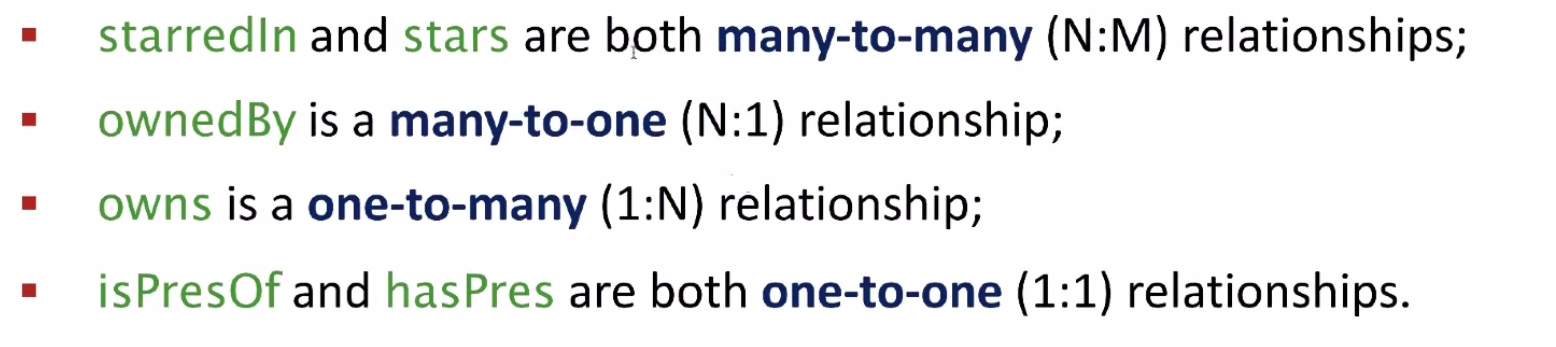 ▪ starredIn and stars are both many-to-many (N:M) relationships;
▪ ownedBy is a many-to-one (N:1) relationship;
▪ owns is a one-to-many (1:N) relationship;
▪ isPresOf and hasPres are both one-to-one (1:1) relationships.